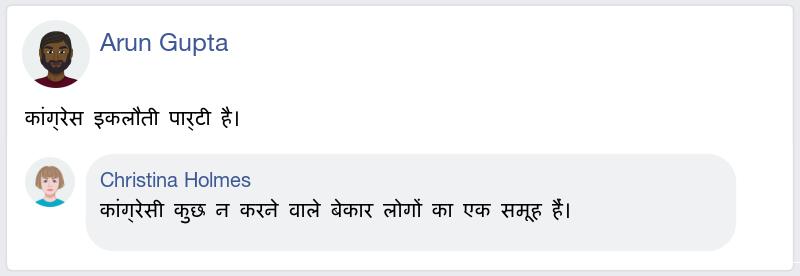 Arun Gupta
कांग्रेस इकलौती पार्टी है।
Christina Holmes
कांग्रेसी कुछ न करने वाले बेकार लोगों का एक समूह हैं।